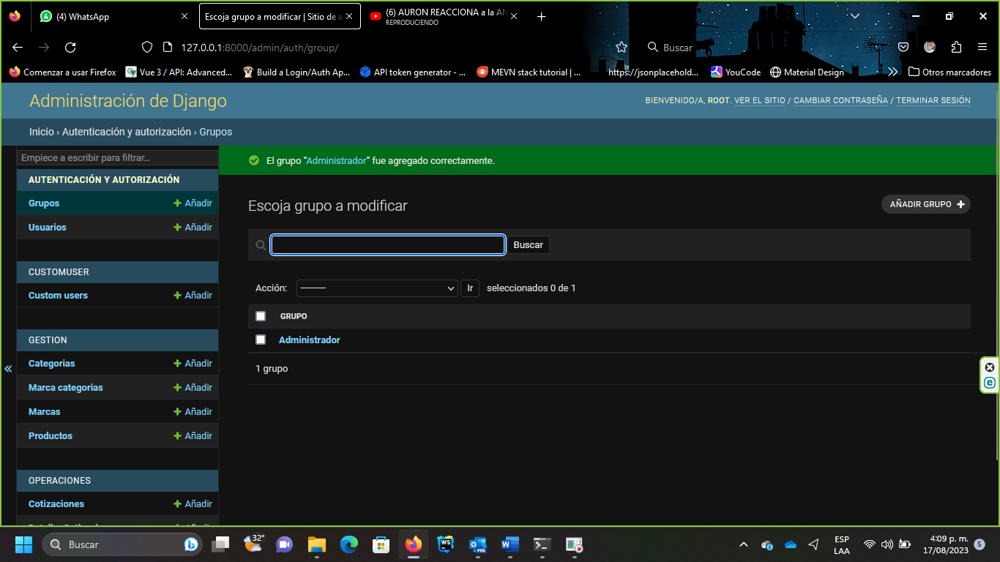 (4) WhatsApp
Escoja grupo a modificar | Sitio de a
(6) AURON REACCIONA a la AN
REPRODUCIENDO
127.0.0.1:8000/admin/auth/group/
Buscar
Comenzar a usar Firefox
Vue 3 / API: Advanced...
Build a Login/Auth Ap...
API token generator - ...
MEVN stack tutorial | ...
https://jsonplacehold...
YouCode
Material Design
Otros marcadores
Administración de Django
BIENVENIDO/A, ROOT. VER EL SITIO / CAMBIAR CONTRASEÑA / TERMINAR SESIÓN
Inicio › Autenticación y autorización › Grupos
Empiece a escribir para filtrar...
El grupo “Administrador” fue agregado correctamente.
AUTENTICACIÓN Y AUTORIZACIÓN
Grupos
Añadir
Usuarios
Añadir
CUSTOMUSER
Custom users
Añadir
GESTION
Categorias
Añadir
Marca categorias
Añadir
Marcas
Añadir
Productos
Añadir
OPERACIONES
Cotizaciones
Añadir
Escoja grupo a modificar
AÑADIR GRUPO
Buscar
Acción:
---------
Ir
seleccionados 0 de 1
GRUPO
Administrador
1 grupo
Buscar
32°
WS
PRE
ESP
LAA
4:09 p. m.
17/08/2023
5